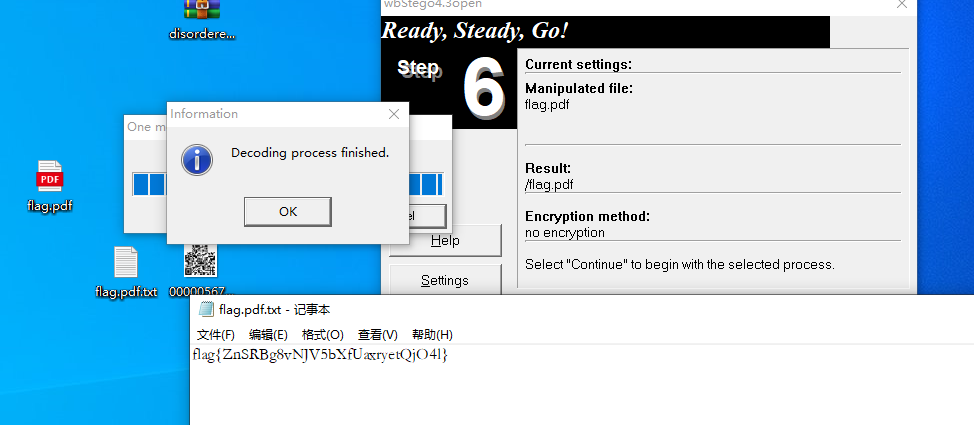 wbStego4.3open
disordere...
Ready, Steady, Go!
Step
6
Current settings:
Manipulated file:
flag.pdf
Information
One m
Decoding process finished.
OK
el
Result:
/flag.pdf
Encryption method:
no encryption
Select "Continue" to begin with the selected process.
Help
Settings
PDF
flag.pdf
flag.pdf.txt
00000567...
flag.pdf.txt - 记事本
文件(F) 编辑(E) 格式(O) 查看(V) 帮助(H)
flag{ZnSRBg8vNJV5bXfUaxryetQjO4l}